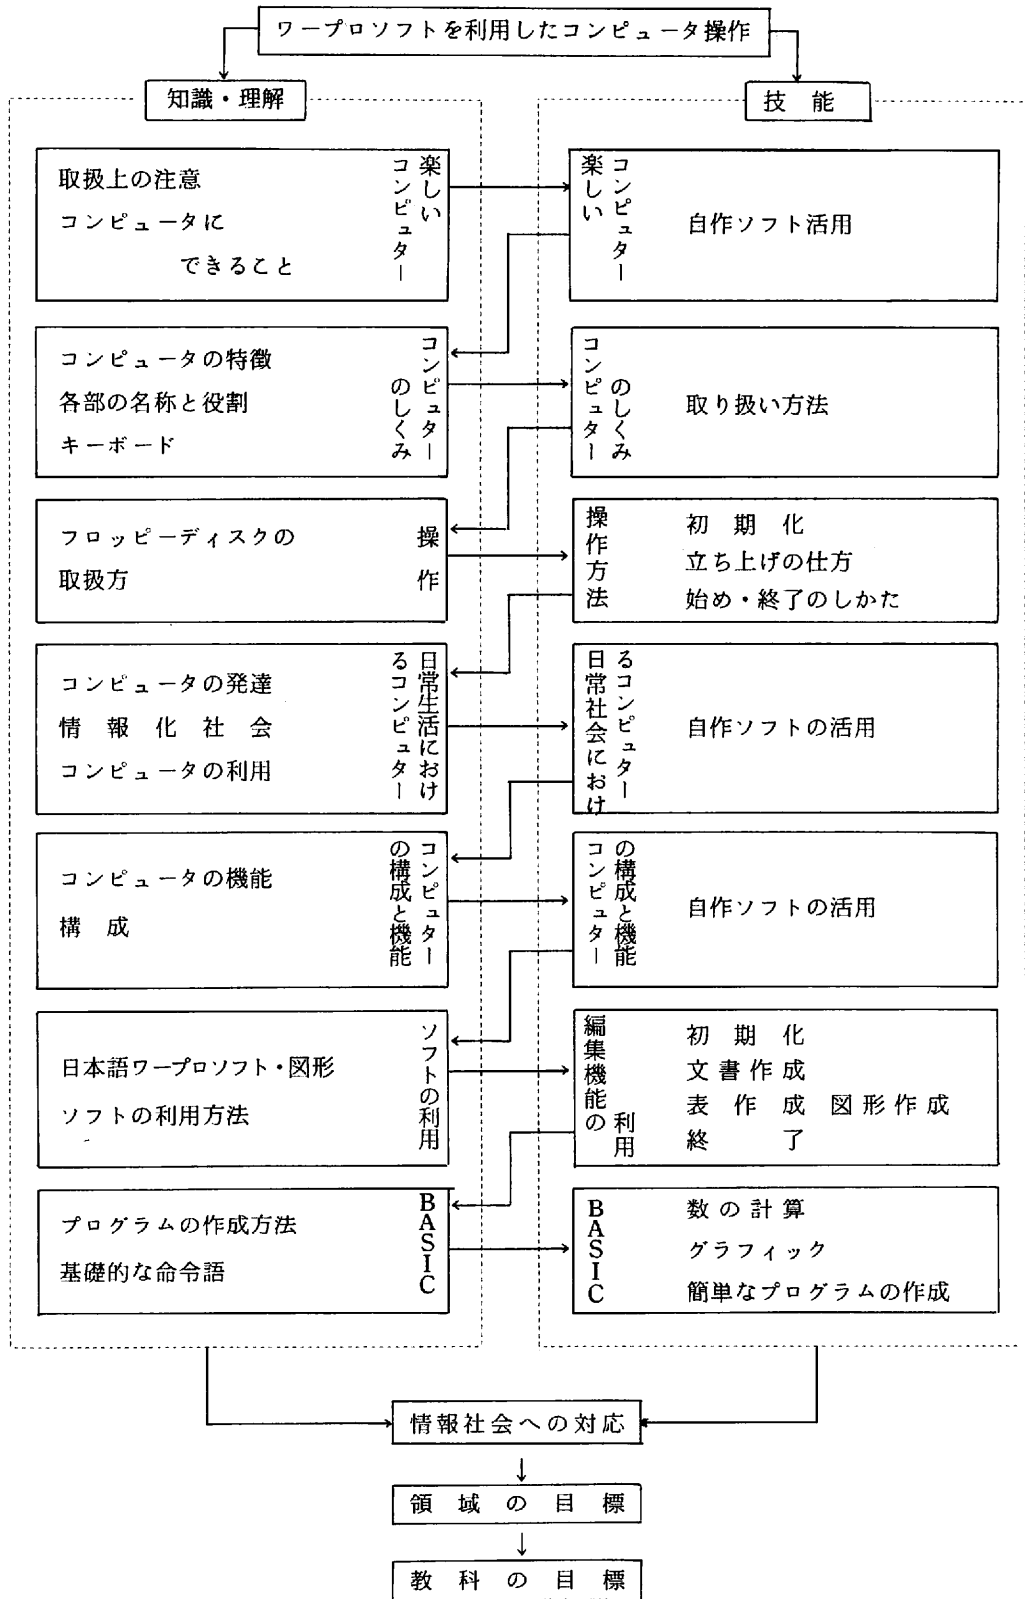 ワープロソフトを利用したコンピュータ操作
知識・理解
技 能
取扱上の注意
コンピュータに
できること
楽しい
コンピューター
楽しい
コンピューター
自作ソフト活用
コンピュータの特徴
各部の名称と役割
キーボード
コンピューター
のしくみ
コンピューター
のしくみ
取り扱い方法
フロッピーディスクの
取扱方
操作
操作方法
初期化
立ち上げの仕方
始め・終了のしかた
コンピュータの発達
情報化社会
コンピュータの利用
日常生活におけ
るコンピューター
日常社会におけ
るコンピューター
自作ソフトの活用
コンピュータの機能
構成
コンピューター
の構成と機能
コンピューター
の構成と機能
自作ソフトの活用
日本語ワープロソフト・図形
ソフトの利用方法
ソフトの利用
編集機能の
利用
初期化
文書作成
表作成 図形作成
終了
プログラムの作成方法
基礎的な命令語
BASIC
BASIC
数の計算
グラフィック
簡単なプログラムの作成
情報社会への対応
領域の目標
教科の目標